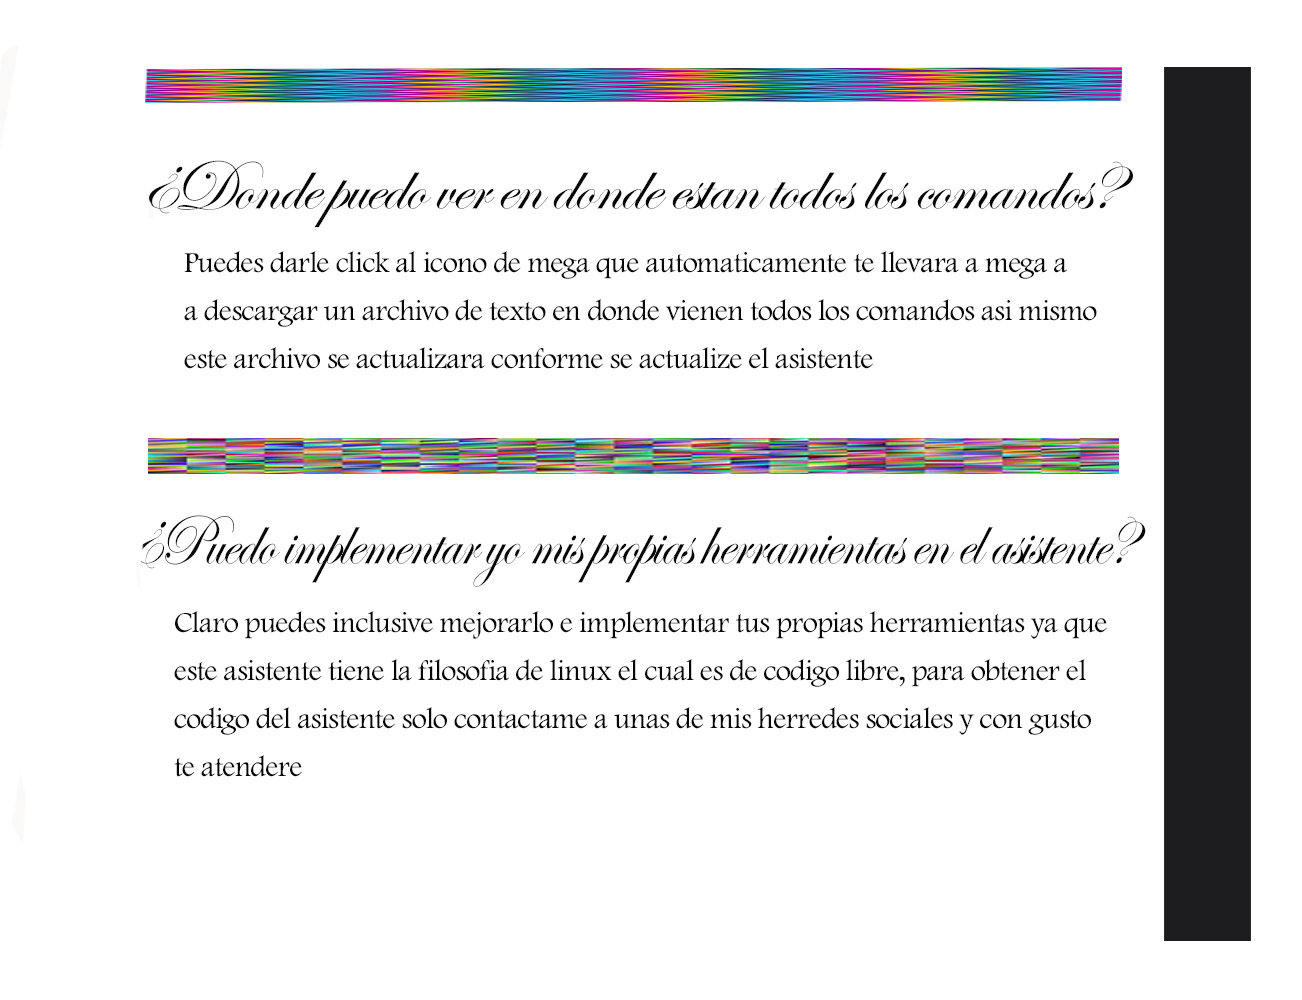 ¿Donde puedo ver en donde estan todos los comandos?
Puedes darle click al icono de mega que automaticamente te llevara a mega a
a descargar un archivo de texto en donde vienen todos los comandos asi mismo
este archivo se actualizara conforme se actualize el asistente
¿Puedo implementar yo mis propias herramientas en el asistente?
Claro puedes inclusive mejorarlo e implementar tus propias herramientas ya que
este asistente tiene la filosofia de linux el cual es de codigo libre, para obtener el
codigo del asistente solo contactame a unas de mis herredes sociales y con gusto
te atendere